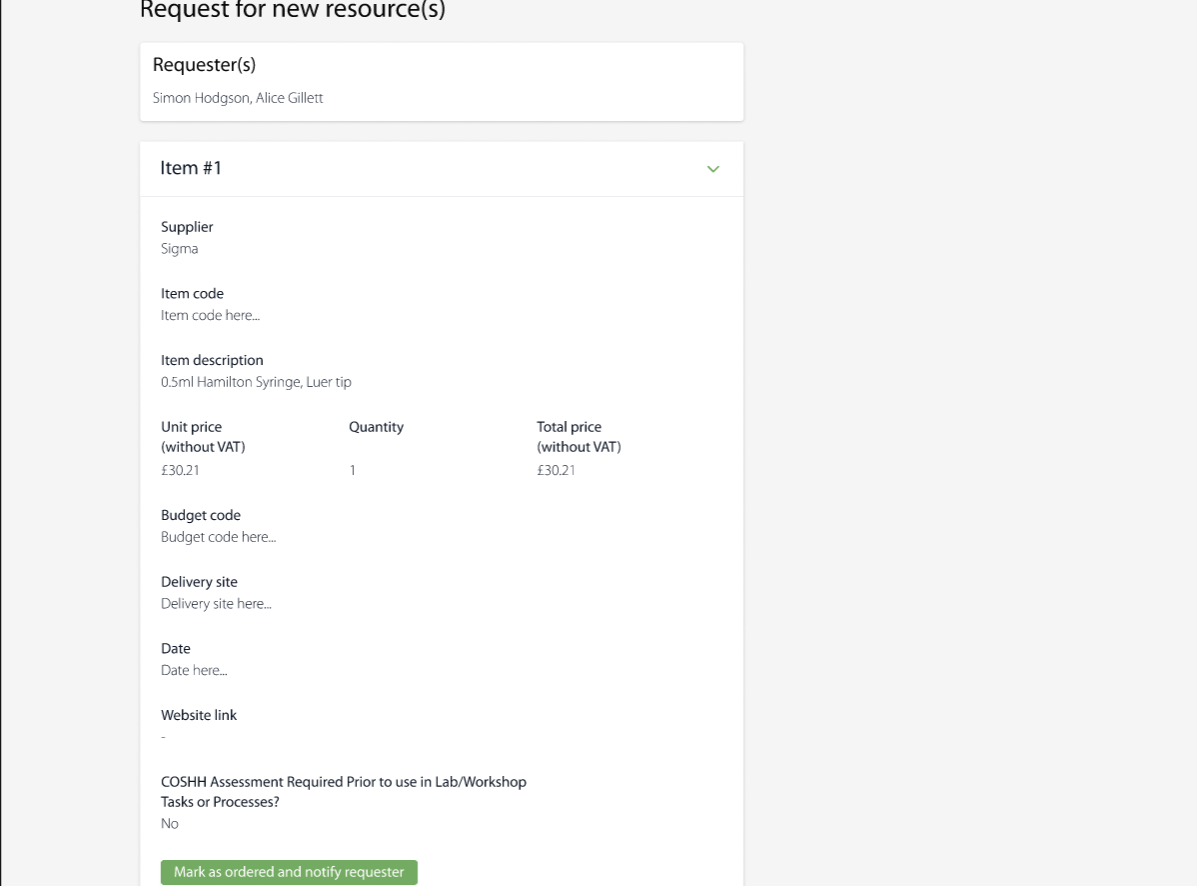 Request for new resource(s)
Requester(s)
Simon Hodgson, Alice Gillett
Item #1
Supplier
Sigma
Item code
Item code here...
Item description
0.5ml Hamilton Syringe, Luer tip
Unit price
(without VAT)
£30.21
Quantity
1
Total price
(without VAT)
£30.21
Budget code
Budget code here...
Delivery site
Delivery site here...
Date
Date here...
Website link
-
COSHH Assessment Required Prior to use in Lab/Workshop
Tasks or Processes?
No
Mark as ordered and notify requester